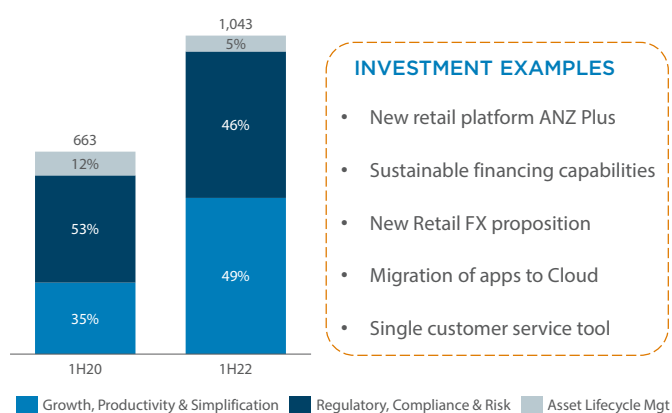 1,043
5%
46%
49%
663
12%
53%
35%
1H20
1H22
INVESTMENT EXAMPLES
• New retail platform ANZ Plus
• Sustainable financing capabilities
• New Retail FX proposition
• Migration of apps to Cloud
• Single customer service tool
Growth, Productivity & Simplification
Regulatory, Compliance & Risk
Asset Lifecycle Mgt